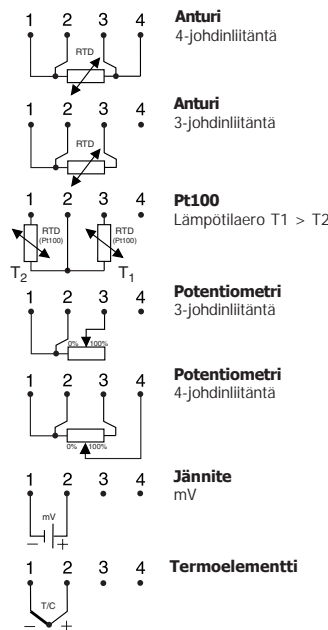 1 2 3 4
RTD
Anturi
4-johdinliitäntä
1 2 3 4
RTD
Anturi
3-johdinliitäntä
1 2 3 4
RTD
(Pt100)
RTD
(Pt100)
T2
T1
Pt100
Lämpötilaero T1 > T2
1 2 3 4
0% 100%
Potentiometri
3-johdinliitäntä
1 2 3 4
0% 100%
Potentiometri
4-johdinliitäntä
1 2 3 4
mV
– +
Jännite
mV
1 2 3 4
T/C
– +
Termoelementti